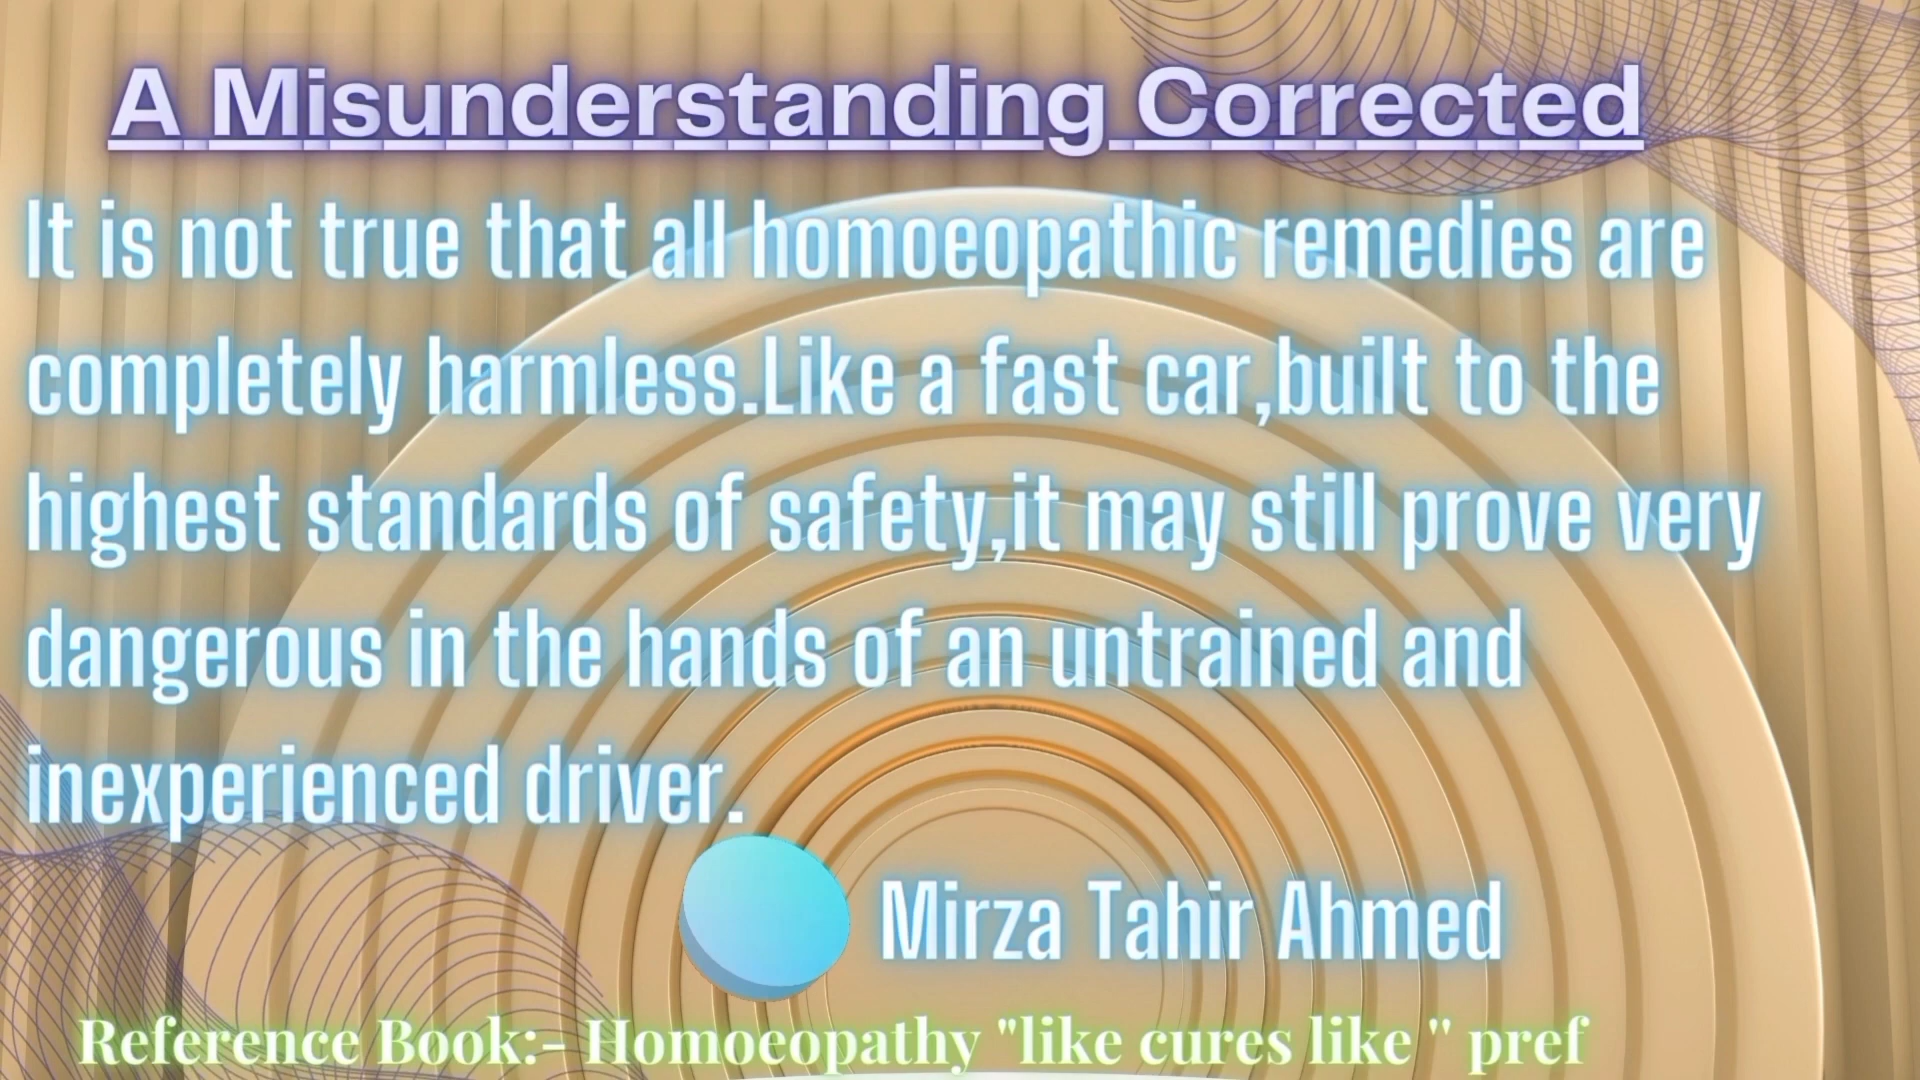 A Misunderstanding Corrected
It is not true that all homoeopathic remedies are
completely harmless.Like a fast car,built to the
highest standards of safety,it may still prove very
dangerous in the hands of an untrained and
inexperienced driver.
Mirza Tahir Ahmed
Reference Book:- Homoeopathy "like cures like " pref